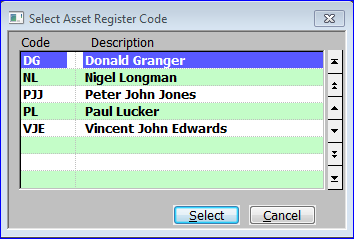 Select Asset Register Code
Code Description
DG Donald Granger
NL Nigel Longman
PJJ Peter John Jones
PL Paul Lucker
VJE Vincent John Edwards
Select Cancel